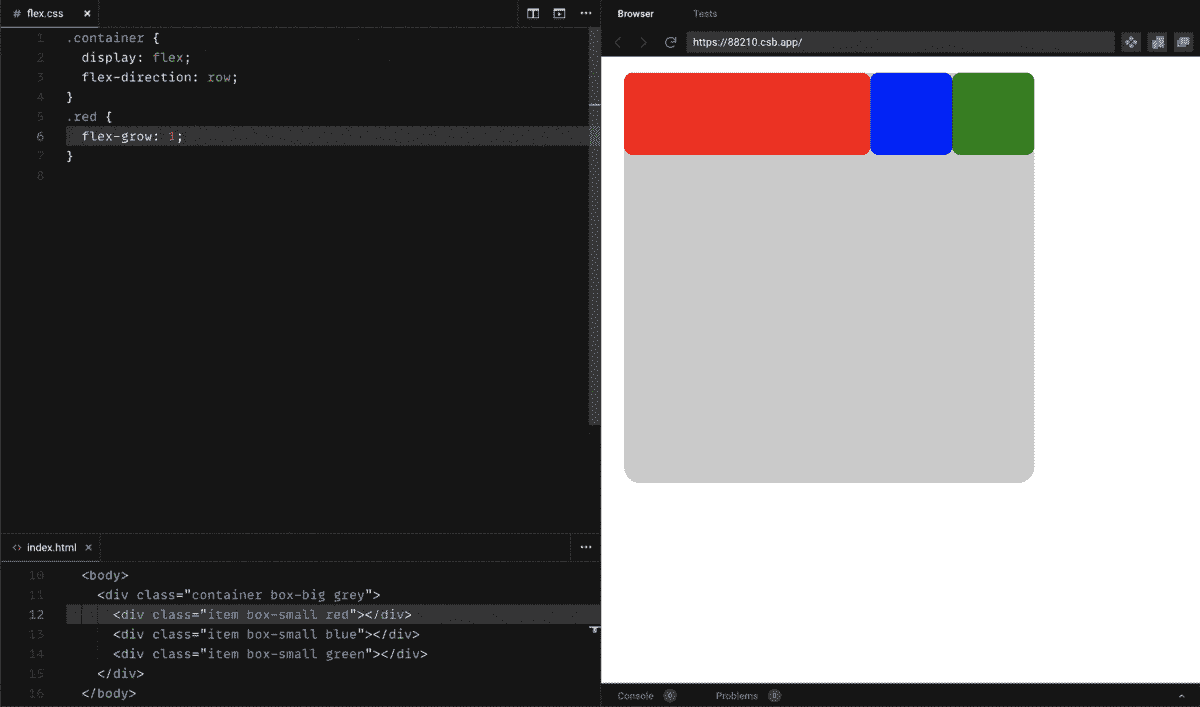 # flex.css ×
1 .container {
2 display: flex;
3 flex-direction: row;
4 }
5 .red {
6 flex-grow: 1;
7 }
8
<> index.html ×
10 <body>
11 <div class="container box-big grey">
12 <div class="item box-small red"></div>
13 <div class="item box-small blue"></div>
14 <div class="item box-small green"></div>
15 </div>
16 </body>
Browser Tests
https://88210.csb.app/
Console 0 Problems 0